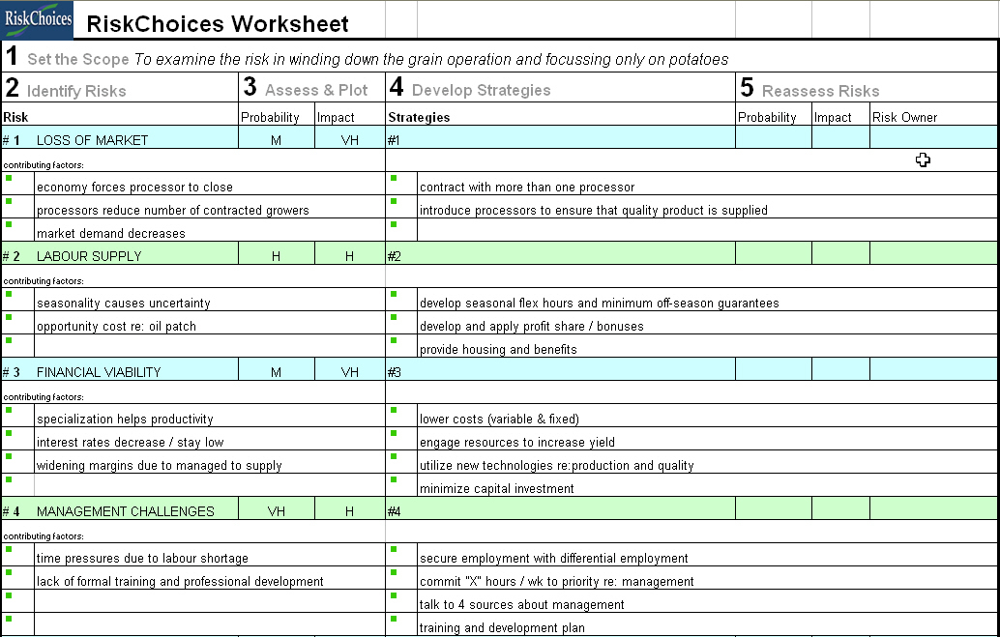 RiskChoices RiskChoices Worksheet
1 Set the Scope To examine the risk in winding down the grain operation and focussing only on potatoes
2 Identify Risks 3 Assess & Plot 4 Develop Strategies 5 Reassess Risks
Risk Probability Impact Strategies Probability Impact Risk Owner
# 1 LOSS OF MARKET M VH #1
contributing factors:
economy forces processor to close contract with more than one processor
processors reduce number of contracted growers introduce processors to ensure that quality product is supplied
market demand decreases
# 2 LABOUR SUPPLY H H #2
contributing factors:
seasonality causes uncertainty develop seasonal flex hours and minimum off-season guarantees
opportunity cost re: oil patch develop and apply profit share / bonuses
provide housing and benefits
# 3 FINANCIAL VIABILITY M VH #3
contributing factors:
specialization helps productivity lower costs (variable & fixed)
interest rates decrease / stay low engage resources to increase yield
widening margins due to managed to supply utilize new technologies re:production and quality
minimize capital investment
# 4 MANAGEMENT CHALLENGES VH H #4
contributing factors:
time pressures due to labour shortage secure employment with differential employment
lack of formal training and professional development commit "X" hours / wk to priority re: management
talk to 4 sources about management
training and development plan